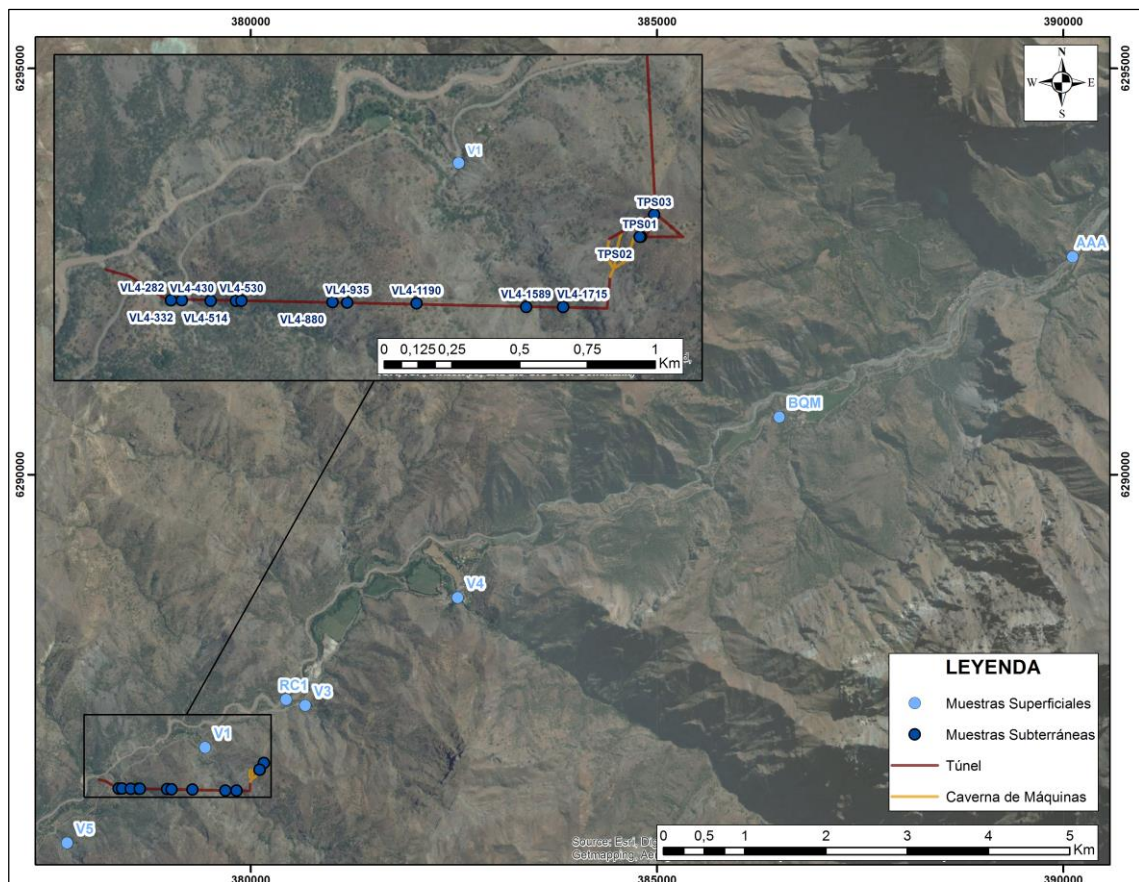 380000
385000
390000
6295000
6295000
N
W E
S
V1
TPS03
TPS01
TPS02
AAA
VL4-282
VL4-430
VL4-530
VL4-935
VL4-1190
VL4-1589
VL4-1715
VL4-332
VL4-514
VL4-880
0 0,125 0,25 0,5 0,75 1
Km
BQM
6290000
6290000
V4
LEYENDA
RC1
V3
Muestras Superficiales
V1
Muestras Subterráneas
Túnel
Caverna de Máquinas
V5
0 0,5 1 2 3 4 5
Km
Source: Esri,
Getmapping,
380000
385000
390000